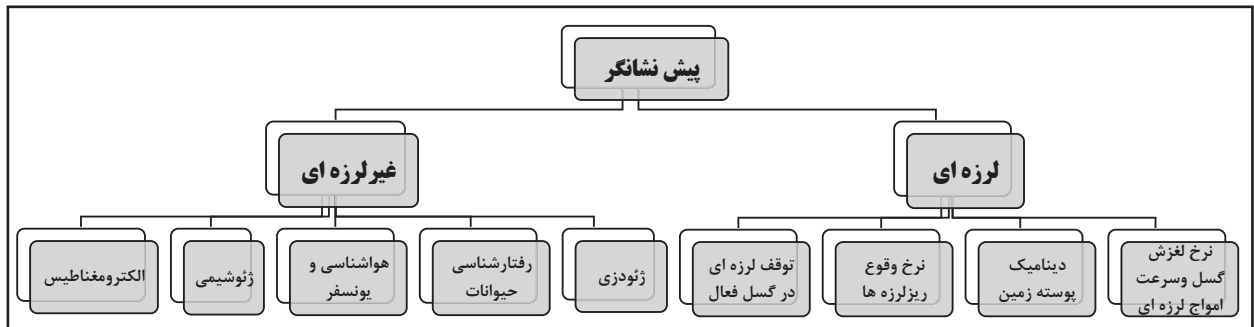 پیش نشانگر
لرزه ای
غیرلرزه ای
نرخ لغزش
گسل وسرعت
امواج لرزه ای
دینامیک
پوسته زمین
نرخ وقوع
ریزلرزه ها
توقف لرزه ای
در گسل فعال
ژئودزی
رفتارشناسی
حیوانات
هواشناسی و
یونسفر
ژئوشیمی
الکترومغناطیس